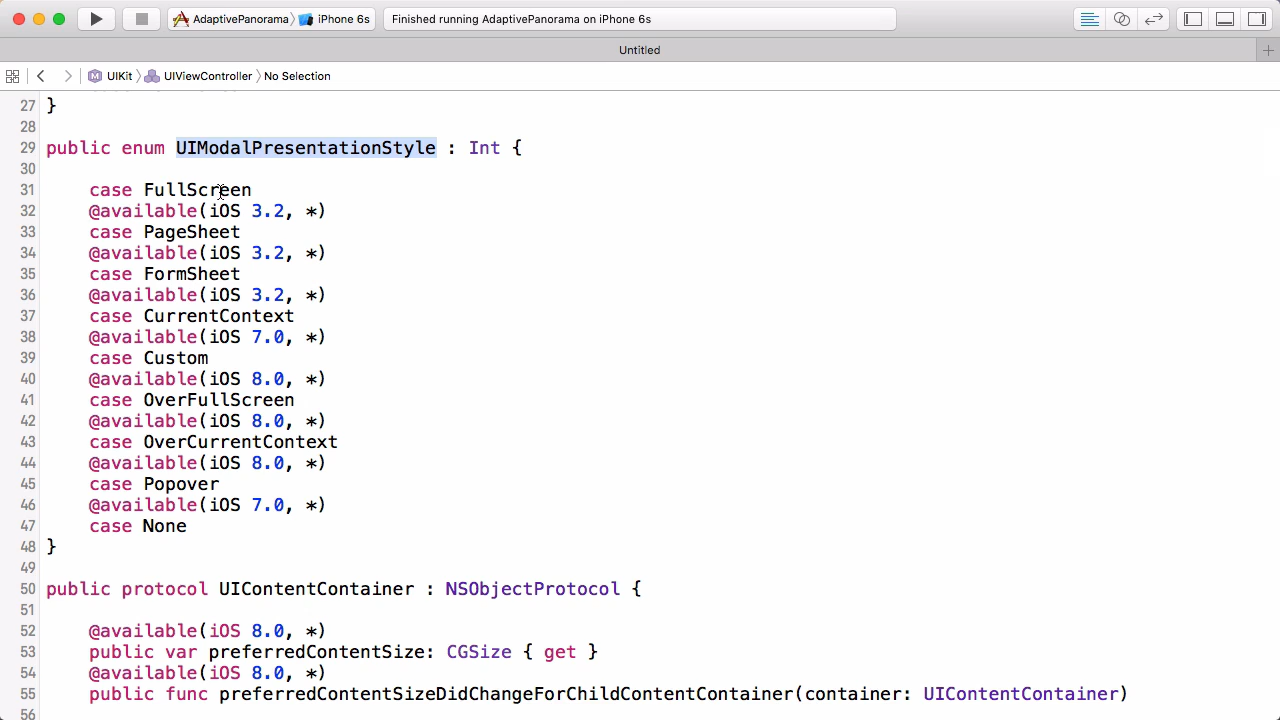 AdaptivePanorama iPhone 6s Finished running AdaptivePanorama on iPhone 6s
Untitled
UIKit UIViewController No Selection
27 }
28
29 public enum UIModalPresentationStyle : Int {
30
31 case FullScreen
32 @available(iOS 3.2, *)
33 case PageSheet
34 @available(iOS 3.2, *)
35 case FormSheet
36 @available(iOS 3.2, *)
37 case CurrentContext
38 @available(iOS 7.0, *)
39 case Custom
40 @available(iOS 8.0, *)
41 case OverFullScreen
42 @available(iOS 8.0, *)
43 case OverCurrentContext
44 @available(iOS 8.0, *)
45 case Popover
46 @available(iOS 7.0, *)
47 case None
48 }
49
50 public protocol UIContentContainer : NSObjectProtocol {
51
52 @available(iOS 8.0, *)
53 public var preferredContentSize: CGSize { get }
54 @available(iOS 8.0, *)
55 public func preferredContentSizeDidChangeForChildContentContainer(container: UIContentContainer)
56